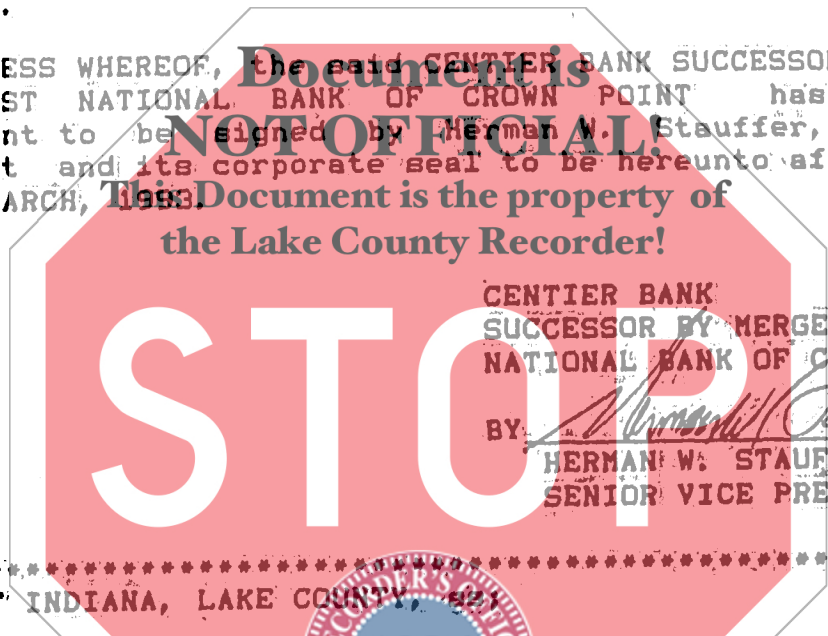 ESS WHEREOF, the said CENTIER BANK SUCCESSO
ST NATIONAL BANK OF CROWN POINT has
nt to be signed by Herman W. Stauffer,
t and its corporate seal to be hereunto af
ARCH, 1993.
Document is
NOT OFFICIAL!
This Document is the property of
the Lake County Recorder!
STOP
CENTIER BANK
SUCCESSOR BY MERGE
NATIONAL BANK OF C
BY
HERMAN W. STAUF
SENIOR VICE PRE
INDIANA, LAKE COUNTY, ss: